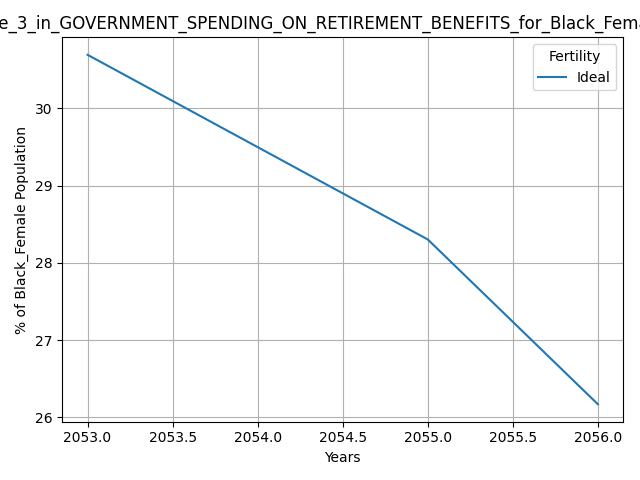 e_3_in_GOVERNMENT_SPENDING_ON_RETIREMENT_BENEFITS_for_Black_Fema
Fertility
Ideal
% of Black_Female Population
30
29
28
27
26
2053.0 2053.5 2054.0 2054.5 2055.0 2055.5 2056.0
Years